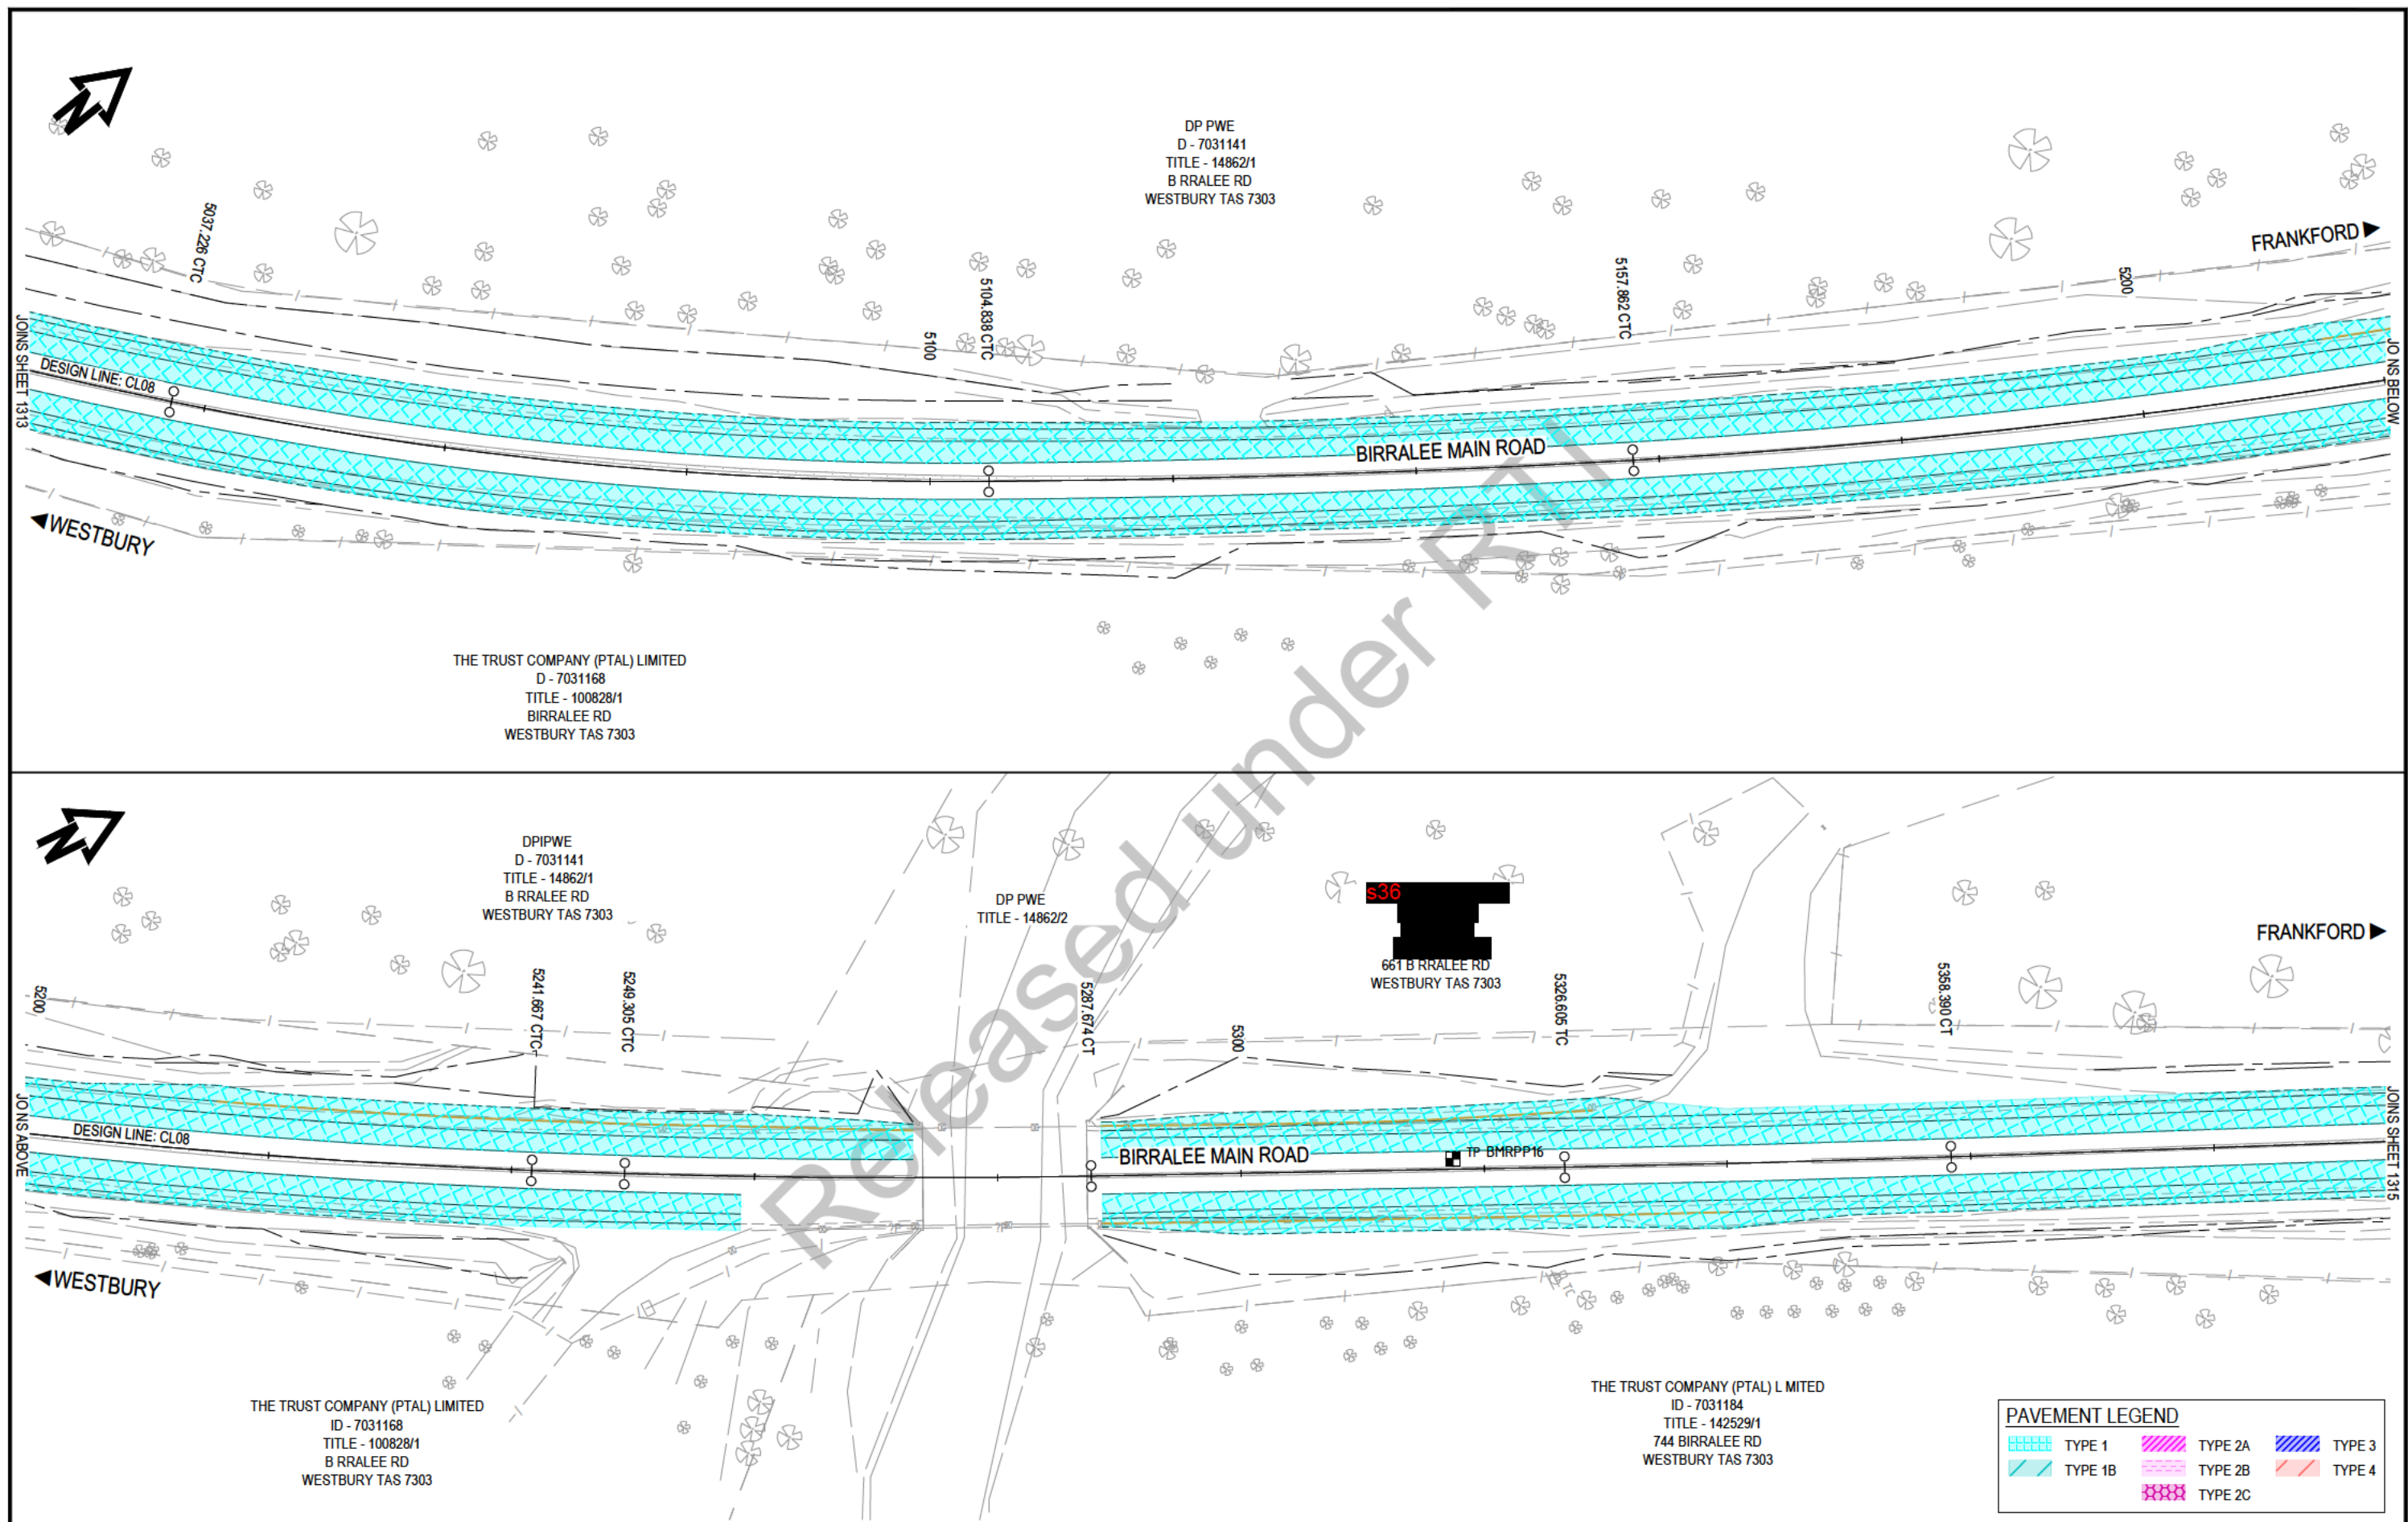 DP PWE
D - 7031141
TITLE - 14862/1
B RRALEE RD
WESTBURY TAS 7303
FRANKFORD
5037.226 CTC
5100
5104.838 CTC
5157.862 CTC
5200
JOINS SHEET 1313
DESIGN LINE: CL08
BIRRALEE MAIN ROAD
JO NS BELOW
WESTBURY
THE TRUST COMPANY (PTAL) LIMITED
D - 7031168
TITLE - 100828/1
BIRRALEE RD
WESTBURY TAS 7303
Released under RTI
DPIPWE
D - 7031141
TITLE - 14862/1
B RRALEE RD
WESTBURY TAS 7303
DP PWE
TITLE - 14862/2
s36
661 B RRALEE RD
WESTBURY TAS 7303
FRANKFORD
5200
5241.667 CTC
5249.305 CTC
5287.674 CT
5300
5326.605 TC
5358.390 CT
JO NS ABOVE
DESIGN LINE: CL08
BIRRALEE MAIN ROAD
TP BMRPP16
JOINS SHEET 1315
WESTBURY
THE TRUST COMPANY (PTAL) LIMITED
ID - 7031168
TITLE - 100828/1
B RRALEE RD
WESTBURY TAS 7303
THE TRUST COMPANY (PTAL) L MITED
ID - 7031184
TITLE - 142529/1
744 BIRRALEE RD
WESTBURY TAS 7303
PAVEMENT LEGEND
TYPE 1
TYPE 2A
TYPE 3
TYPE 1B
TYPE 2B
TYPE 4
TYPE 2C